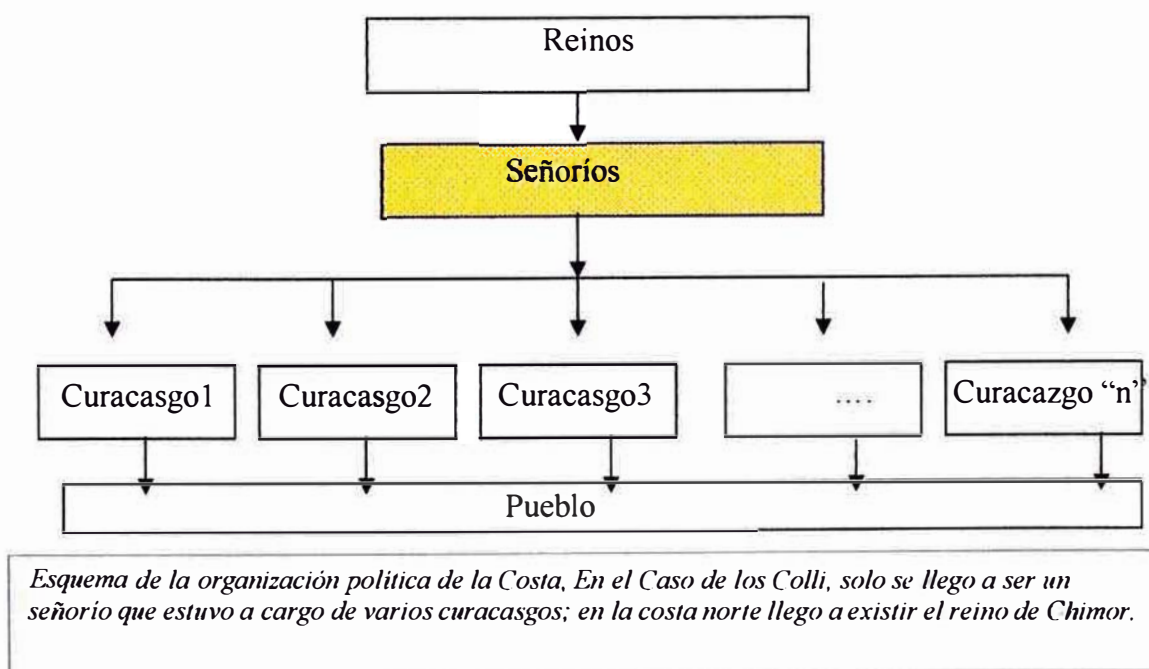 Reinos
Señoríos
Curacasgo1 Curacasgo2 Curacasgo3 .... Curacazgo “n”
Pueblo
Esquema de la organización política de la Costa, En el Caso de los Colli, solo se llego a ser un
señorío que estuvo a cargo de varios curacasgos; en la costa norte llego a existir el reino de Chimor.